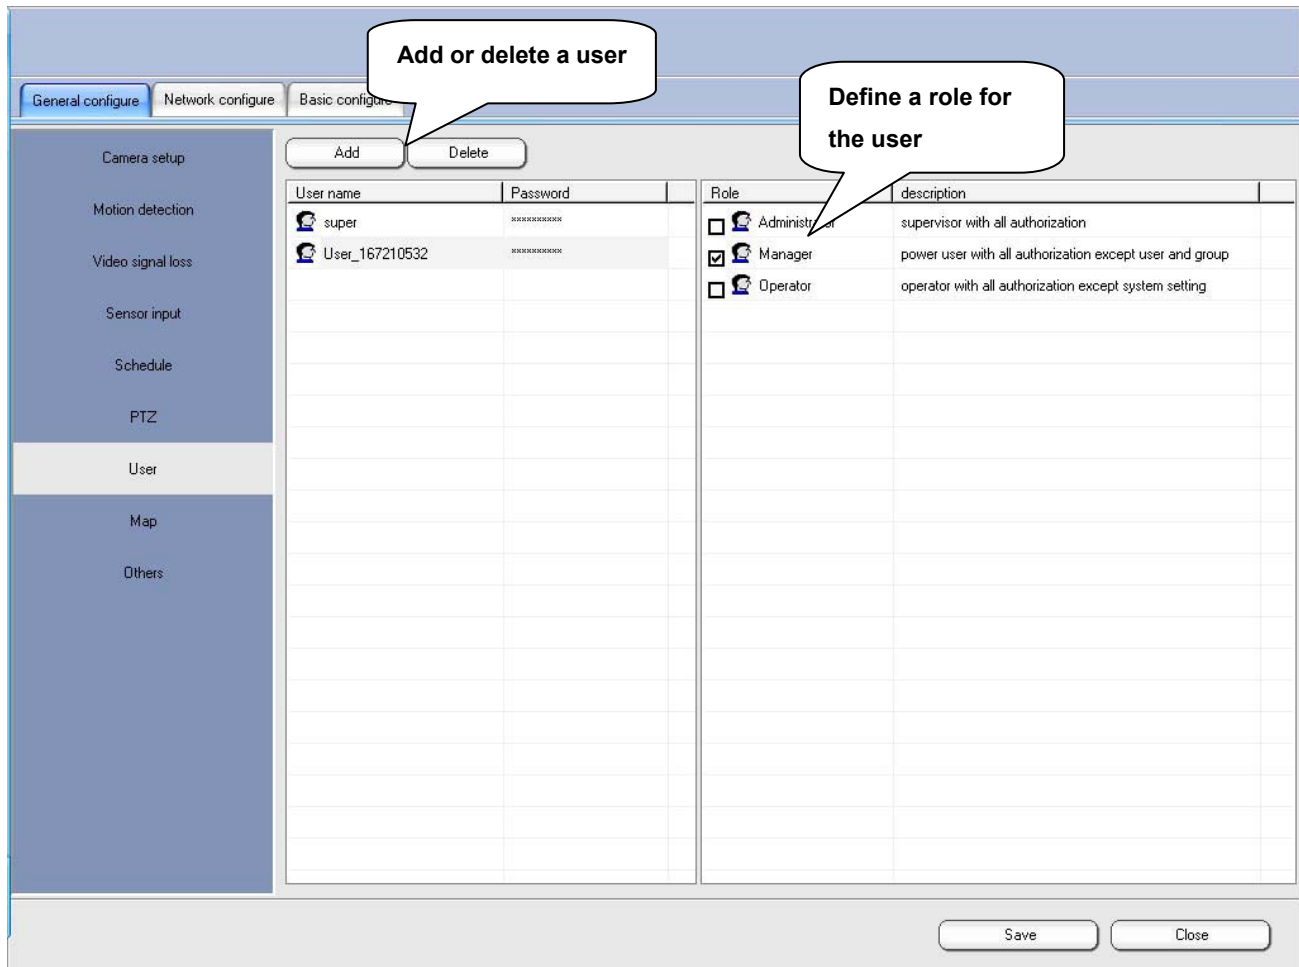 Add or delete a user
General configure Network configure Basic configure
Define a role for
the user
Camera setup
Motion detection
Video signal loss
Sensor input
Schedule
PTZ
User
Map
Others
Add Delete
User name Password
super **********
User_167210532 **********
Role description
Administrator supervisor with all authorization
Manager power user with all authorization except user and group
Operator operator with all authorization except system setting
Save Close